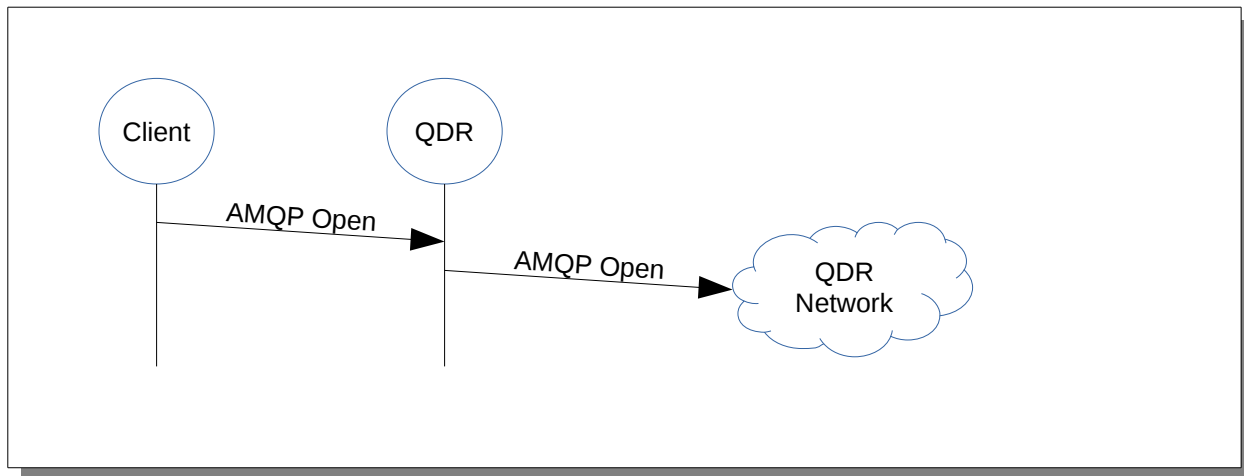 Client
QDR
AMQP Open
AMQP Open
QDR
Network